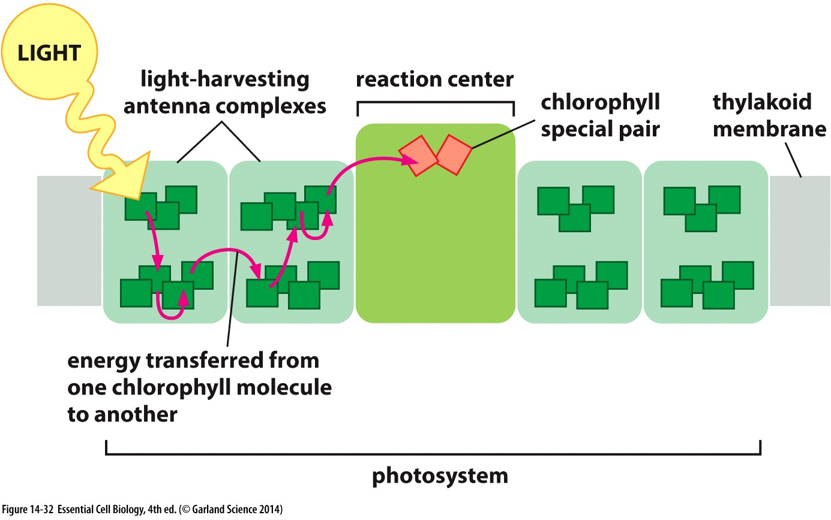 LIGHT
light-harvesting
antenna complexes
reaction center
chlorophyll
special pair
thylakoid
membrane
energy transferred from
one chlorophyll molecule
to another
photosystem
Figure 14-32 Essential Cell Biology, 4th ed. (© Garland Science 2014)